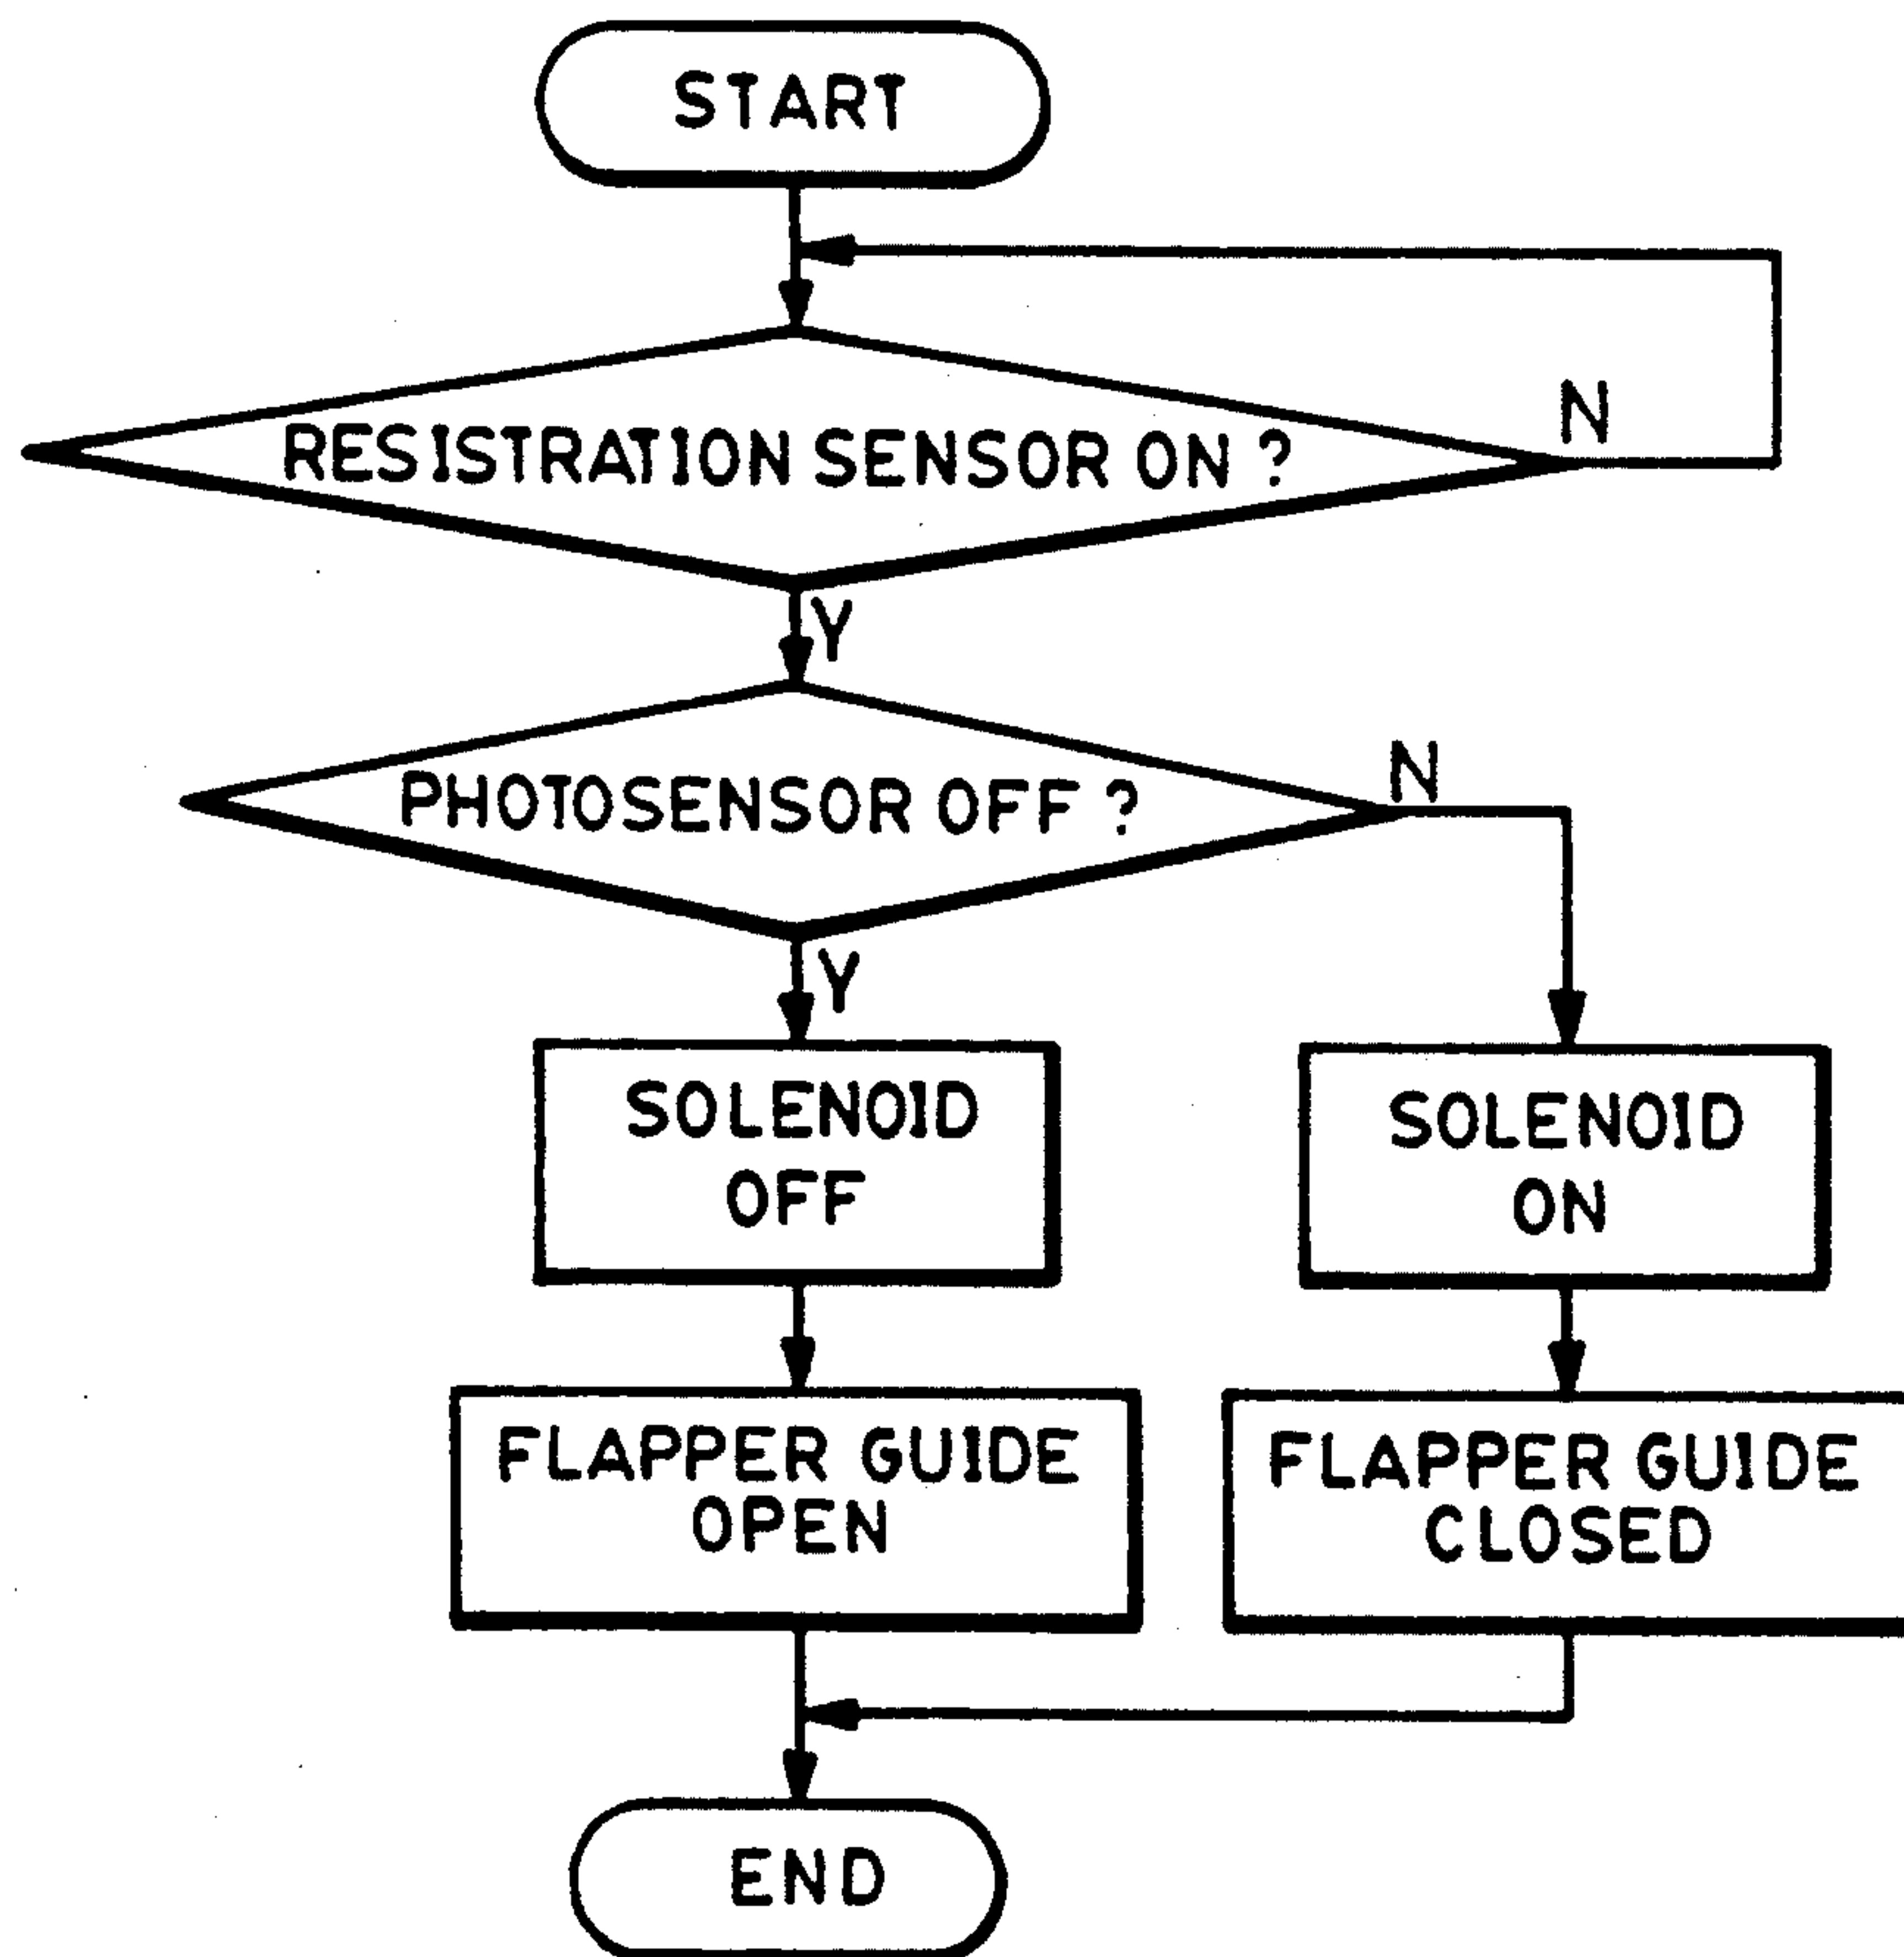 START
RESISTRATION SENSOR ON ?
N
Y
PHOTOSENSOR OFF ?
N
Y
SOLENOID
OFF
SOLENOID
ON
FLAPPER GUIDE
OPEN
FLAPPER GUIDE
CLOSED
END